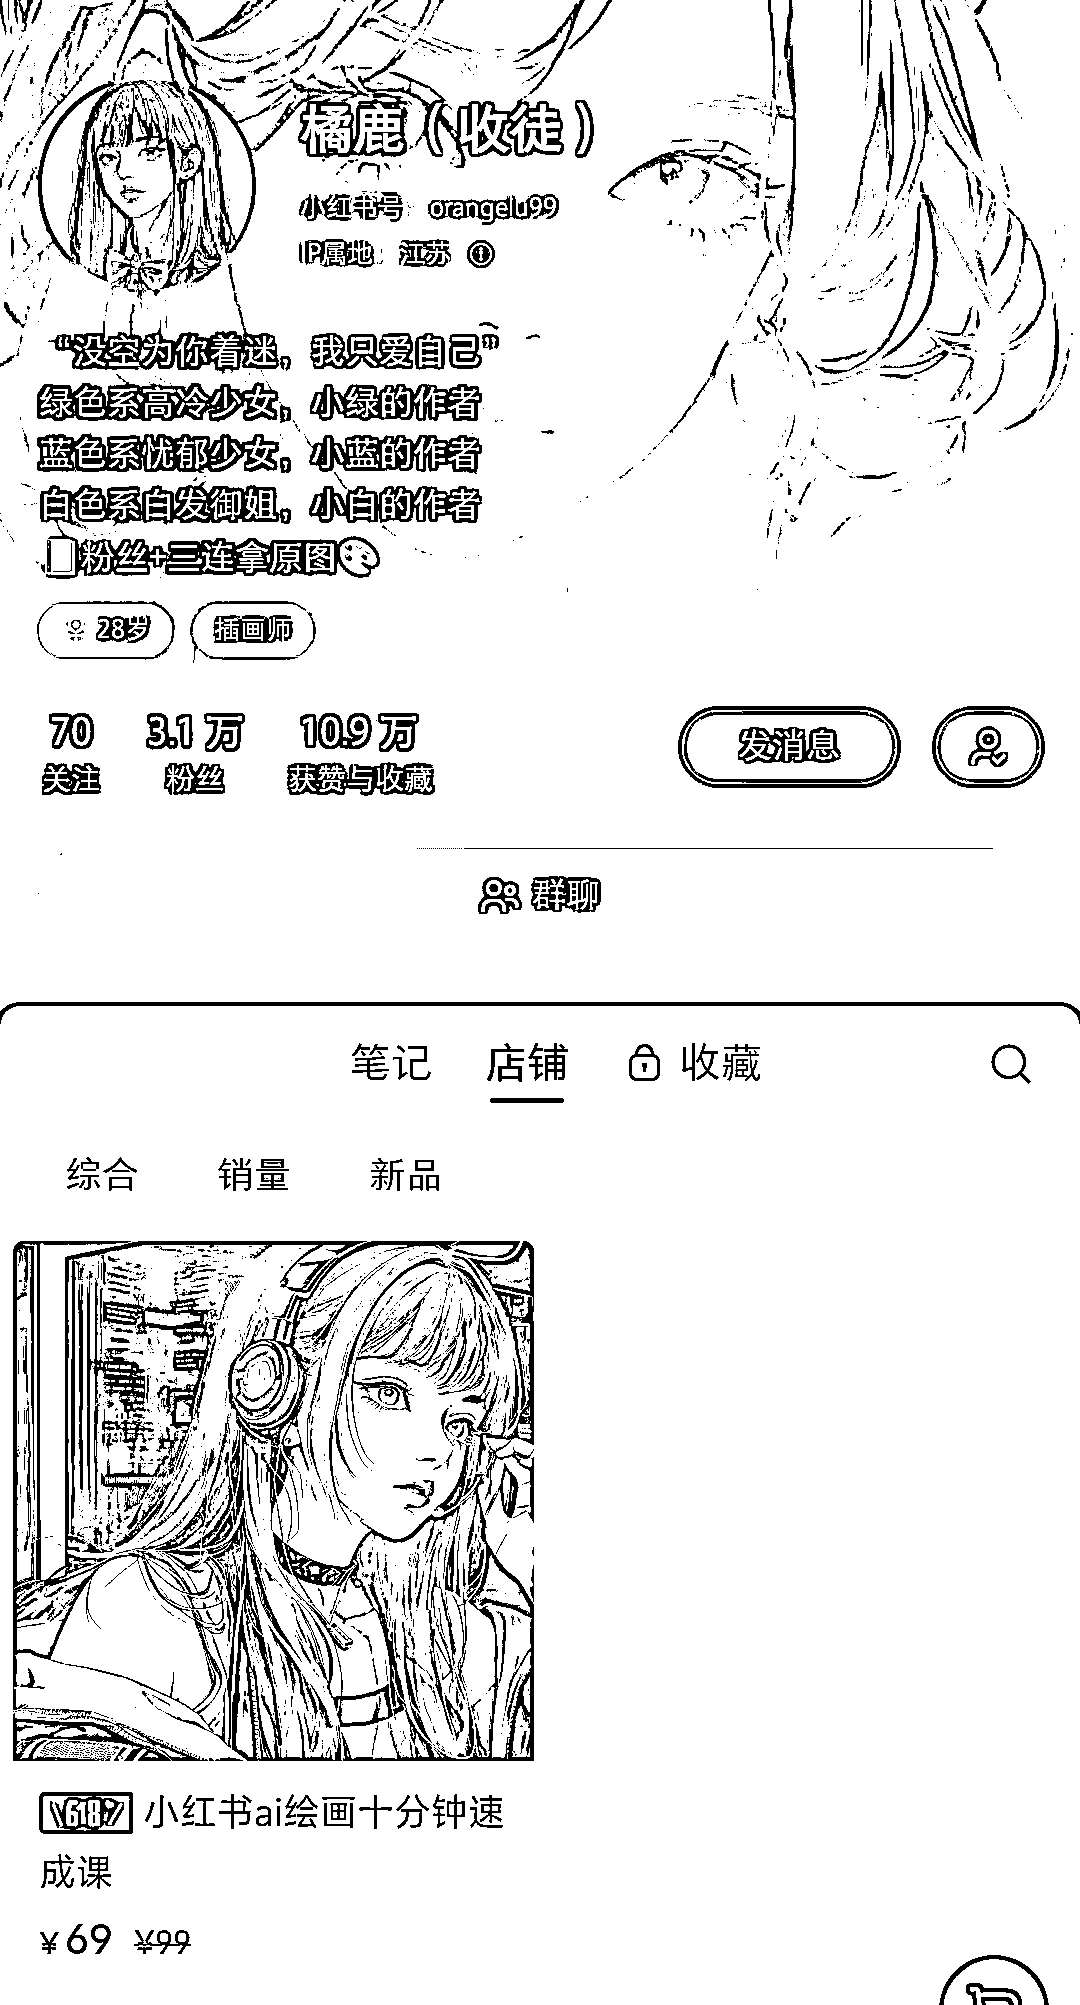 橘鹿（收徒）
小红书号：orangelu99
IP属地：江苏
“没空为你着迷，我只爱自己”
绿色系高冷少女，小绿的作者
蓝色系忧郁少女，小蓝的作者
白色系白发御姐，小白的作者
粉丝+三连拿原图
28岁 插画师
70 3.1万 10.9万
关注 粉丝 获赞与收藏
发消息
群聊
笔记 店铺 收藏
综合 销量 新品
618 小红书ai绘画十分钟速
成课
¥69 ¥99